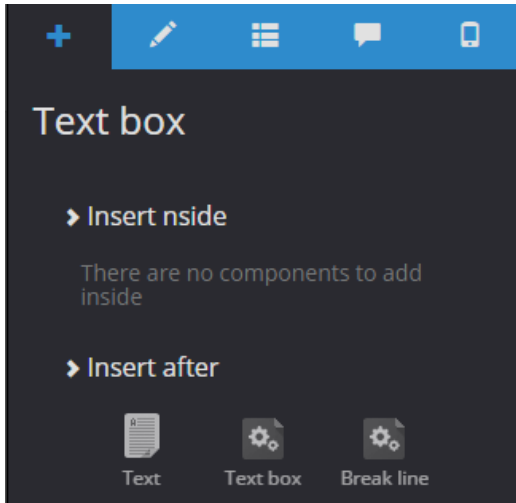 Text box
Insert nside
There are no components to add
inside
Insert after
Text
Text box
Break line